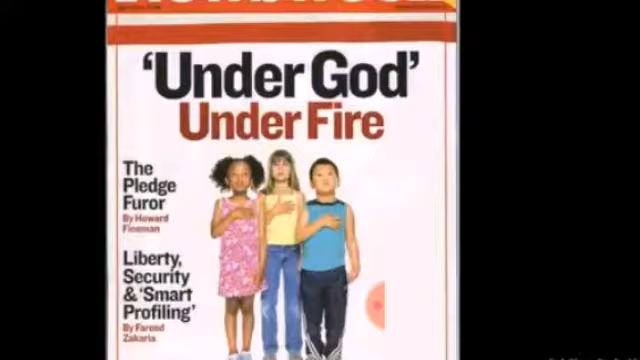 ‘Under God’
Under Fire
The
Pledge
Furor
By Howard
Fineman
Liberty,
Security
& ‘Smart
Profiling’
By Fareed
Zakaria